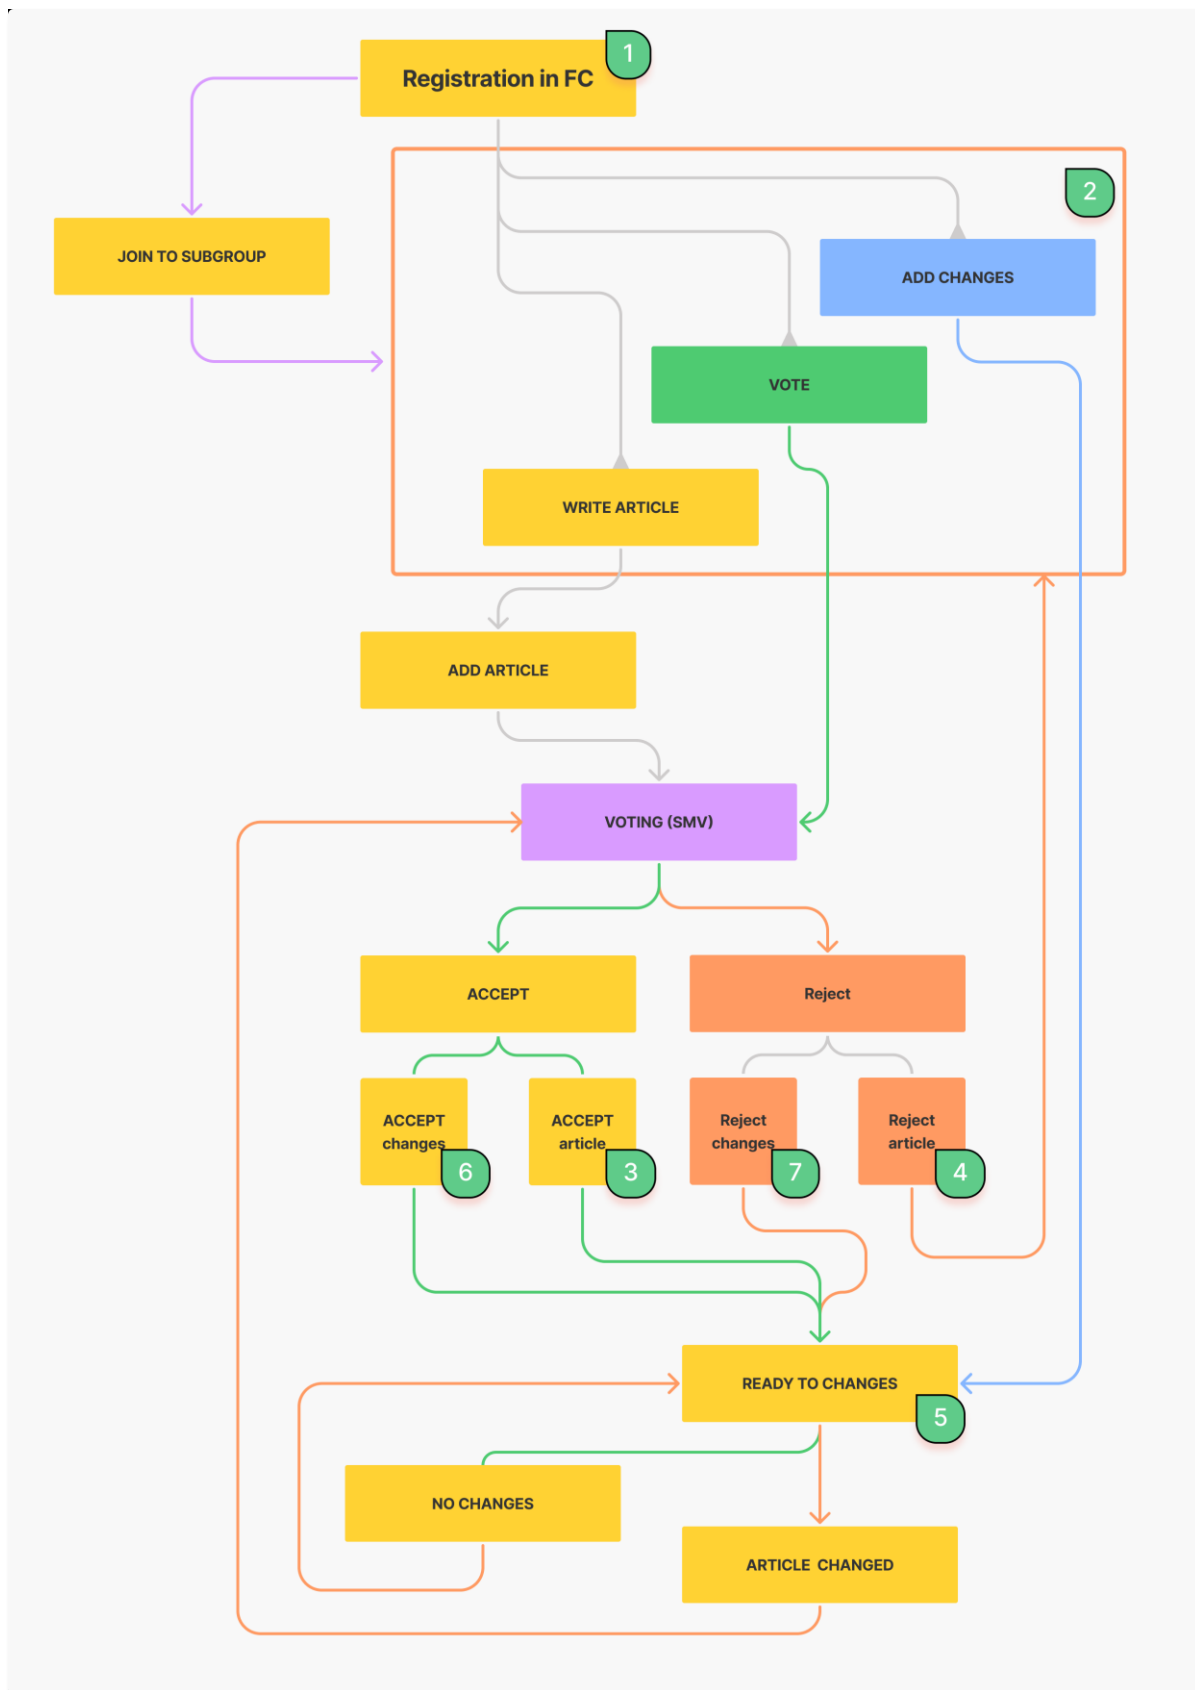 Registration in FC
1
2
JOIN TO SUBGROUP
ADD CHANGES
VOTE
WRITE ARTICLE
ADD ARTICLE
VOTING (SMV)
ACCEPT
Reject
ACCEPT
changes
6
ACCEPT
article
3
Reject
changes
7
Reject
article
4
READY TO CHANGES
5
NO CHANGES
ARTICLE CHANGED